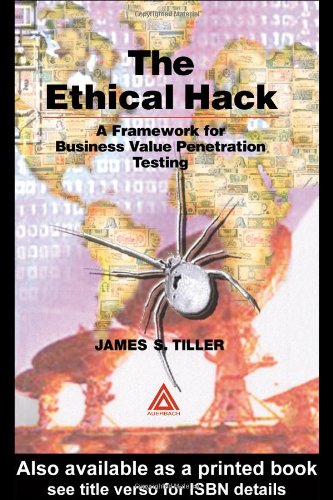 The
Ethical Hack
A Framework for
Business Value Penetration
Testing
JAMES S. TILLER
AUERBACH
Also available as a printed book
see title verso for ISBN details